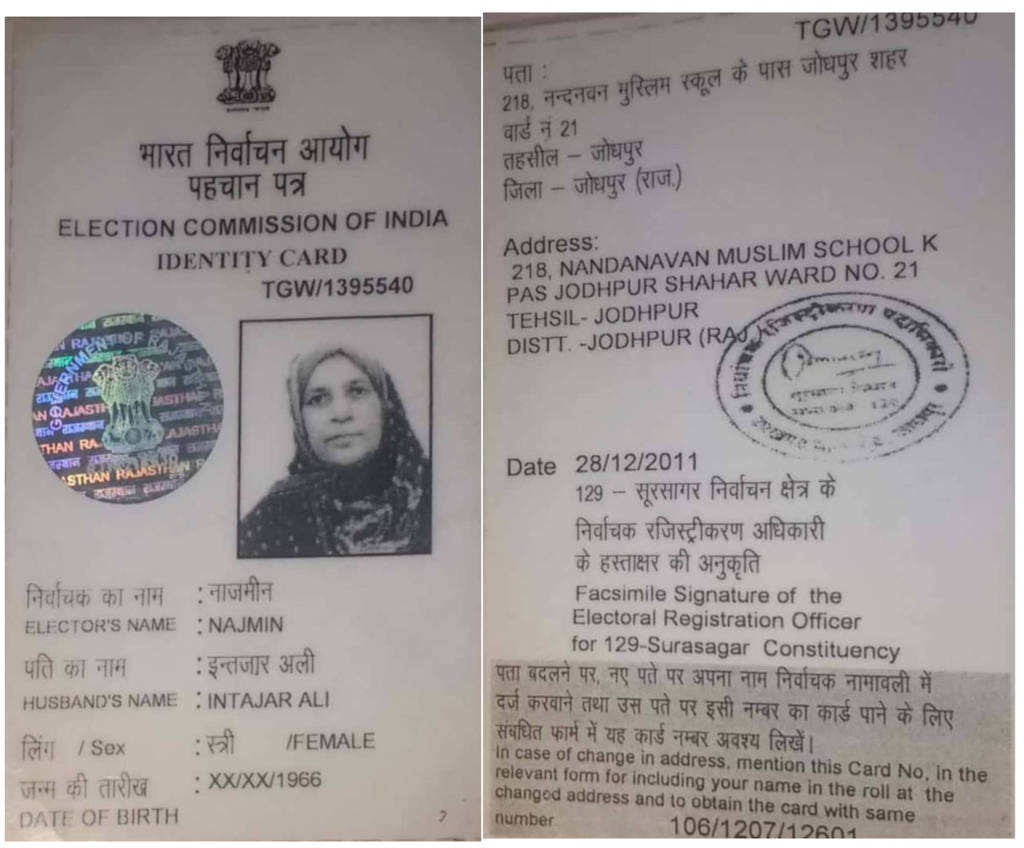 भारत निर्वाचन आयोग
पहचान पत्र
ELECTION COMMISSION OF INDIA
IDENTITY CARD
TGW/1395540
GOVERNMENT OF RAJASTHAN
निर्वाचक का नाम : नाजमीन
ELECTOR'S NAME : NAJMIN
पति का नाम : इन्तजार अली
HUSBAND'S NAME : INTAJAR ALI
लिंग / Sex : स्त्री /FEMALE
जन्म की तारीख : XX/XX/1966
DATE OF BIRTH
TGW/1395540
पता :
218, नन्दनवन मुस्लिम स्कूल के पास जोधपुर शहर
वार्ड नं 21
तहसील – जोधपुर
जिला – जोधपुर (राज.)
Address:
218, NANDANAVAN MUSLIM SCHOOL K
PAS JODHPUR SHAHAR WARD NO. 21
TEHSIL- JODHPUR
DISTT. -JODHPUR (RAJ.)
Date 28/12/2011
129 – सूरसागर निर्वाचन क्षेत्र के
निर्वाचक रजिस्ट्रीकरण अधिकारी
के हस्ताक्षर की अनुकृति
Facsimile Signature of the
Electoral Registration Officer
for 129-Surasagar Constituency
पता बदलने पर, नए पते पर अपना नाम निर्वाचक नामावली में
दर्ज करवाने तथा उस पते पर इसी नम्बर का कार्ड पाने के लिए
संबधित फार्म में यह कार्ड नम्बर अवश्य लिखें।
In case of change in address, mention this Card No, in the
relevant form for including your name in the roll at the
changed address and to obtain the card with same
number 106/1207/12601